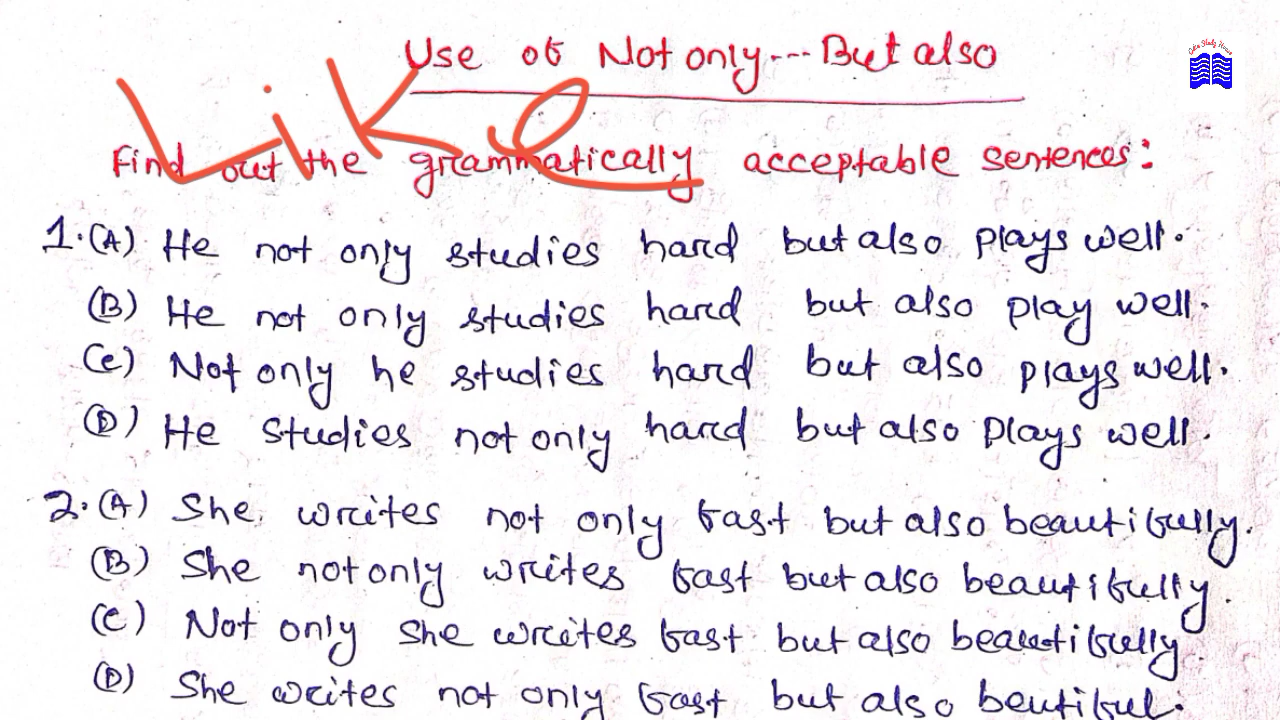 Use of Not only... But also
Like
Find out the grammatically acceptable sentences:
1. (A) He not only studies hard but also plays well.
(B) He not only studies hard but also play well.
(C) Not only he studies hard but also plays well.
(D) He studies not only hard but also plays well.
2. (A) She writes not only fast but also beautifully.
(B) She not only writes fast but also beautifully.
(C) Not only she writes fast but also beautifully.
(D) She writes not only fast but also beutiful.